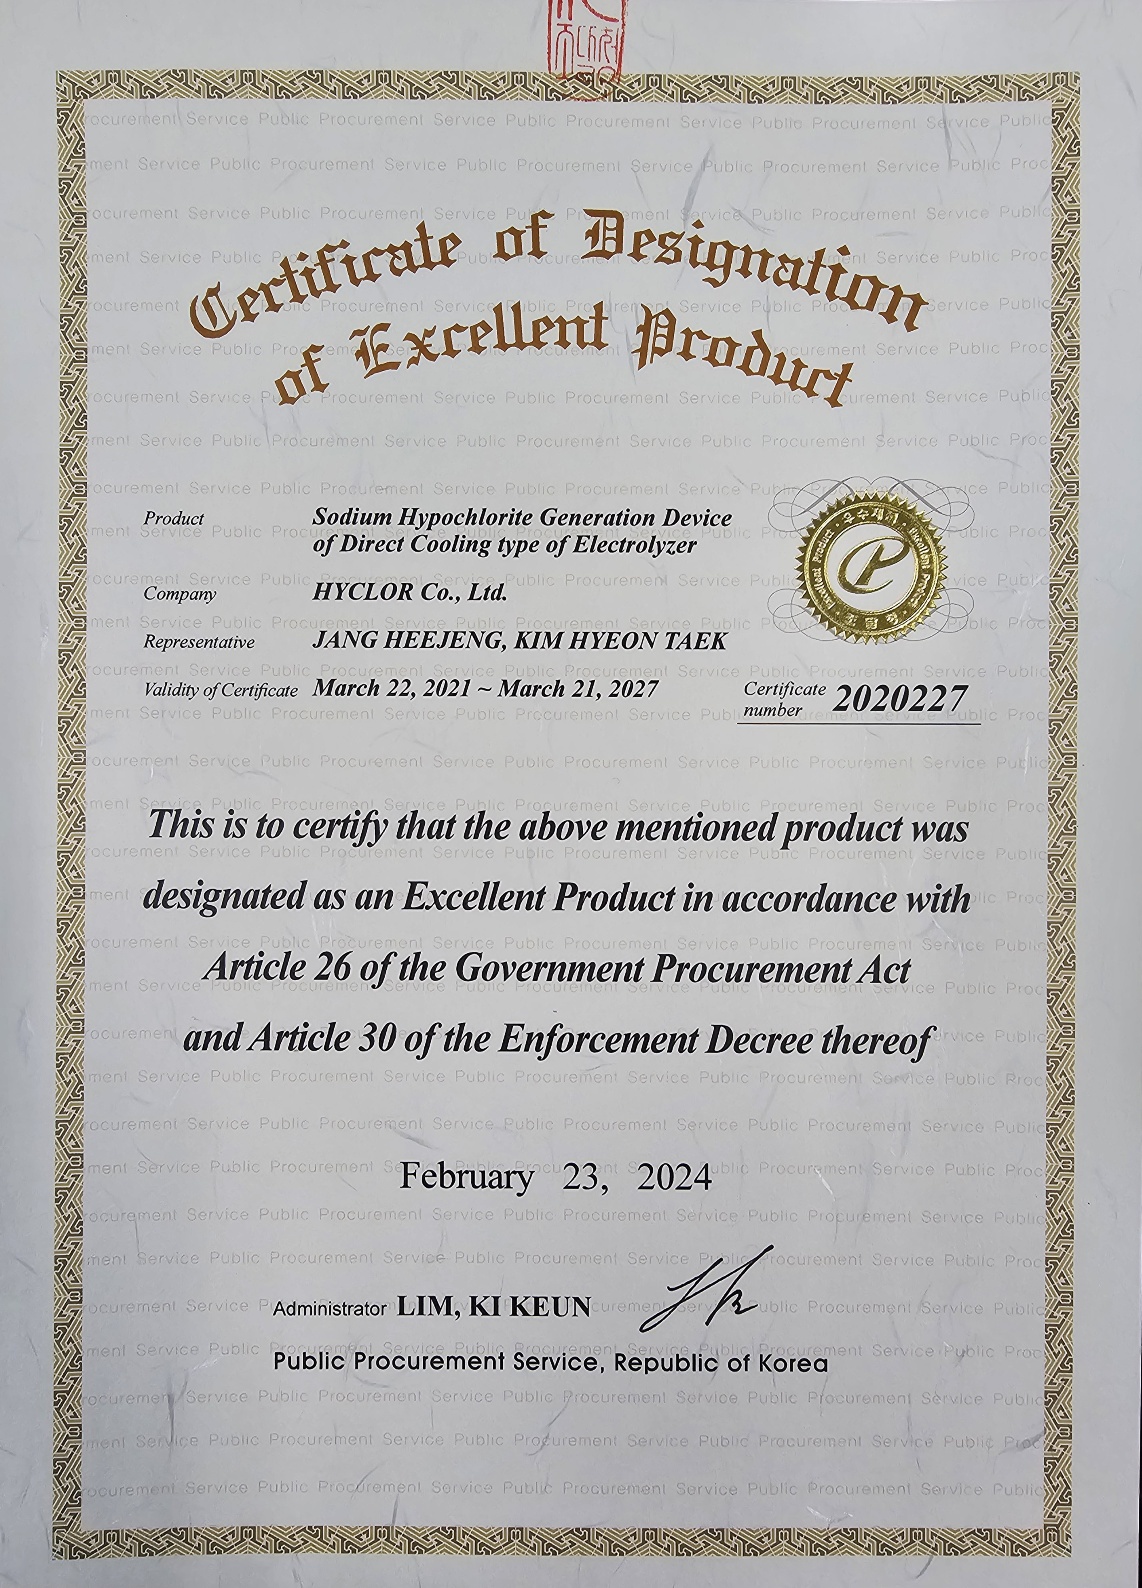 Certificate of Designation
of Excellent Product
Product Sodium Hypochlorite Generation Device
of Direct Cooling type of Electrolyzer
Company HYCLOR Co., Ltd.
Representative JANG HEEJENG, KIM HYEON TAEK
Validity of Certificate March 22, 2021 ~ March 21, 2027
Certificate
number 2020227
This is to certify that the above mentioned product was
designated as an Excellent Product in accordance with
Article 26 of the Government Procurement Act
and Article 30 of the Enforcement Decree thereof
February 23, 2024
Administrator LIM, KI KEUN
Public Procurement Service, Republic of Korea